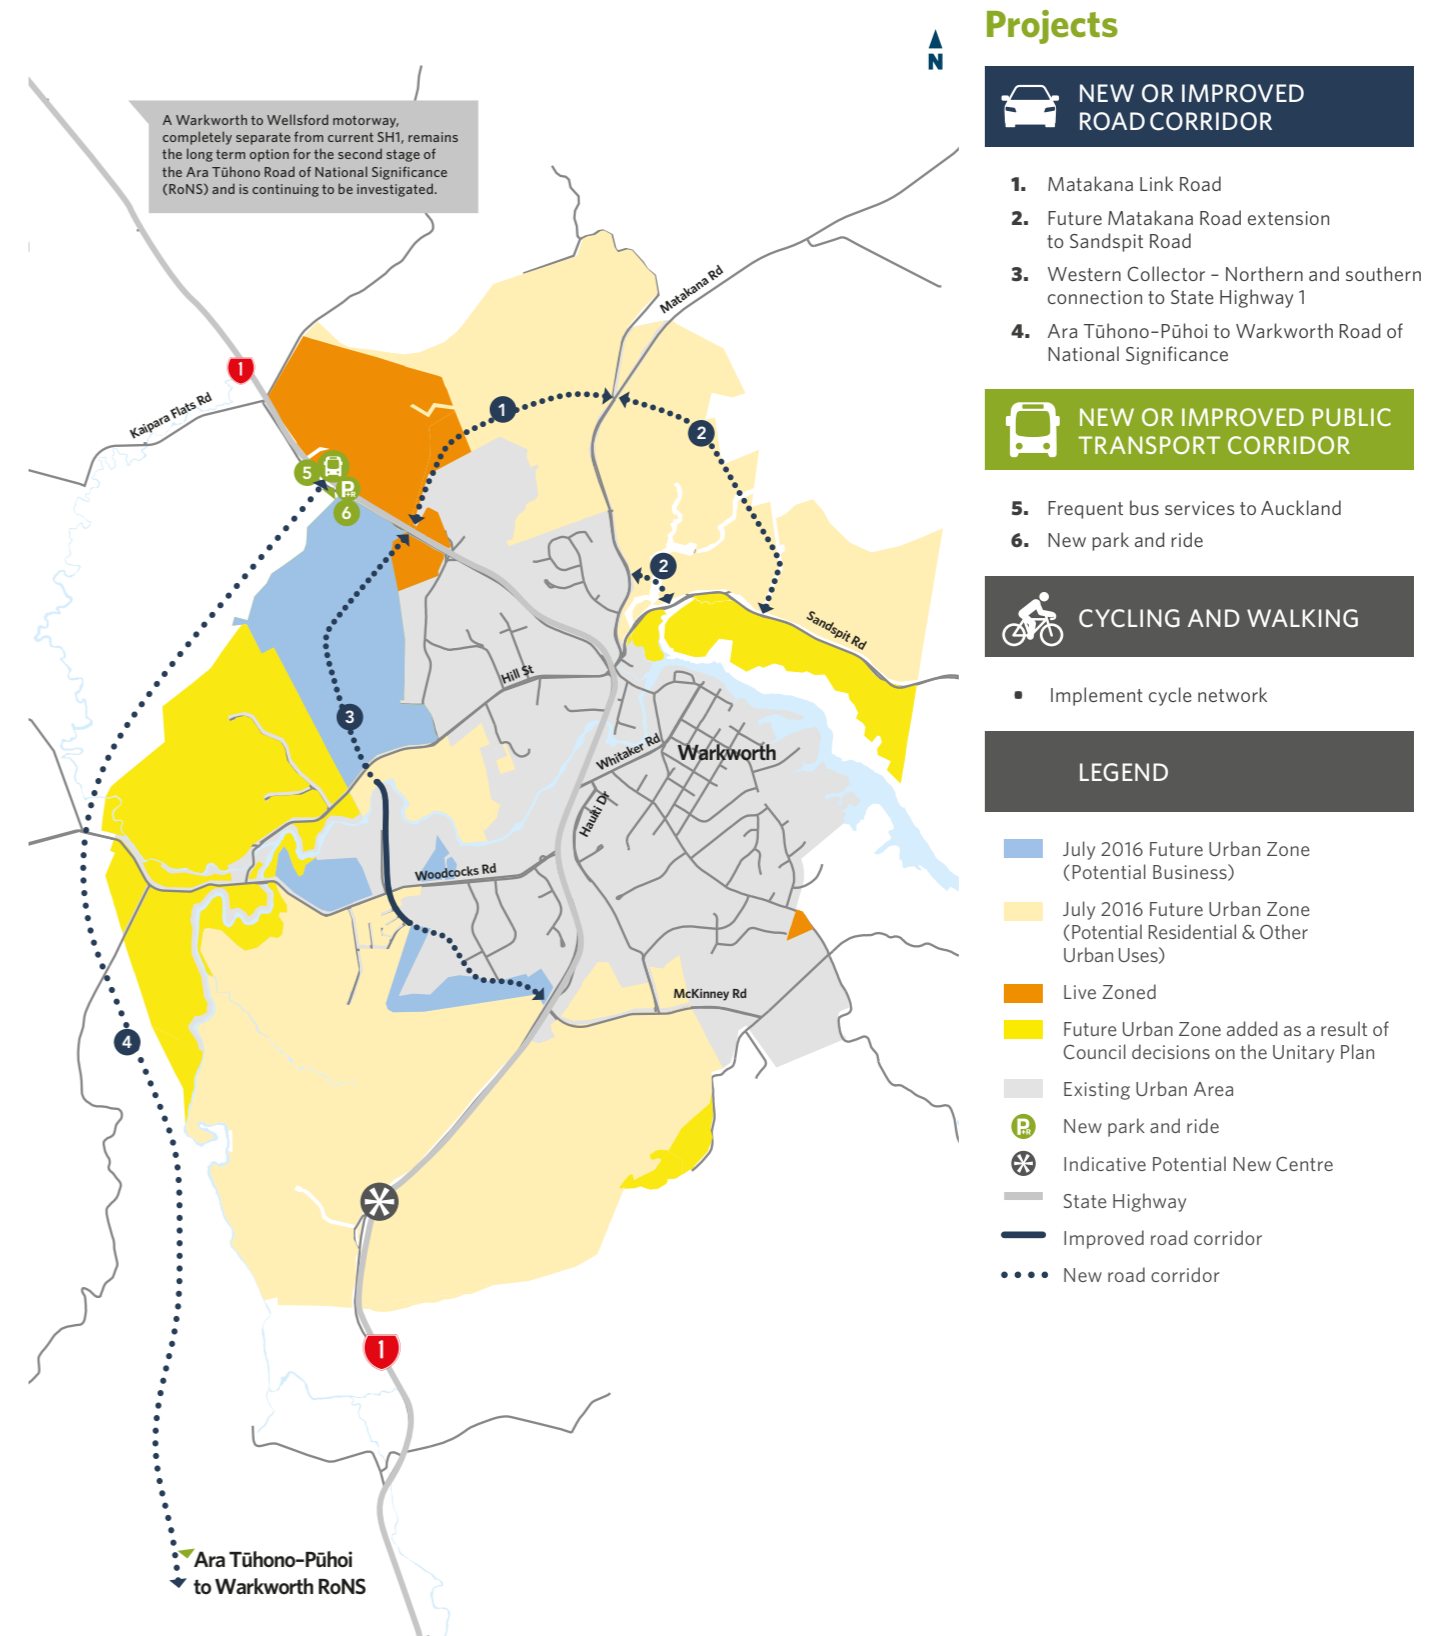 N
A Warkworth to Wellsford motorway,
completely separate from current SH1, remains
the long term option for the second stage of
the Ara Tūhono Road of National Significance
(RoNS) and is continuing to be investigated.
Matakana Rd
1
Kaipara Flats Rd
1
2
5
P+R
6
2
Sandspit Rd
Hill St
3
Whitaker Rd
Warkworth
Hauiti Dr
Woodcocks Rd
McKinney Rd
4
1
Ara Tūhono–Pūhoi
to Warkworth RoNS
Projects
NEW OR IMPROVED
ROAD CORRIDOR
1. Matakana Link Road
2. Future Matakana Road extension
to Sandspit Road
3. Western Collector – Northern and southern
connection to State Highway 1
4. Ara Tūhono–Pūhoi to Warkworth Road of
National Significance
NEW OR IMPROVED PUBLIC
TRANSPORT CORRIDOR
5. Frequent bus services to Auckland
6. New park and ride
CYCLING AND WALKING
▪ Implement cycle network
LEGEND
July 2016 Future Urban Zone
(Potential Business)
July 2016 Future Urban Zone
(Potential Residential & Other
Urban Uses)
Live Zoned
Future Urban Zone added as a result of
Council decisions on the Unitary Plan
Existing Urban Area
P+R New park and ride
Indicative Potential New Centre
State Highway
Improved road corridor
New road corridor